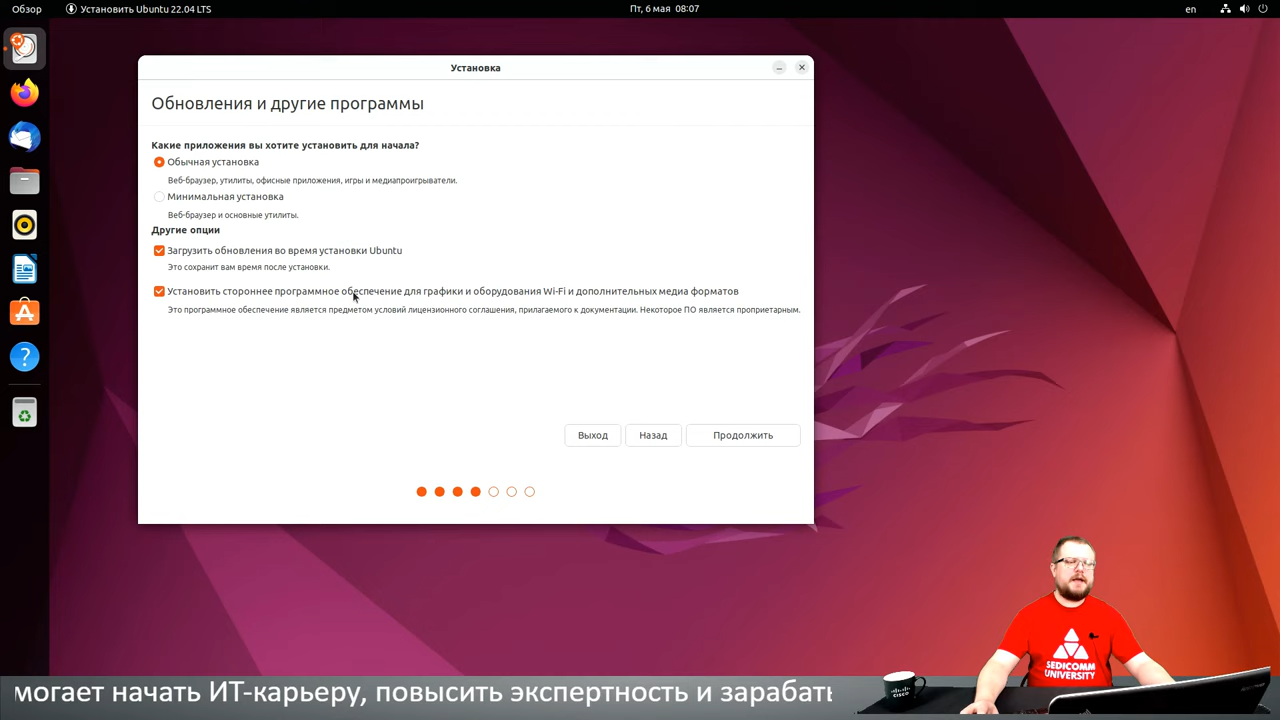 Обзор
Установить Ubuntu 22.04 LTS
Пт, 6 мая 08:07
en
Установка
Обновления и другие программы
Какие приложения вы хотите установить для начала?
Обычная установка
Веб-браузер, утилиты, офисные приложения, игры и медиапроигрыватели.
Минимальная установка
Веб-браузер и основные утилиты.
Другие опции
Загрузить обновления во время установки Ubuntu
Это сохранит вам время после установки.
Установить стороннее программное обеспечение для графики и оборудования Wi-Fi и дополнительных медиа форматов
Это программное обеспечение является предметом условий лицензионного соглашения, прилагаемого к документации. Некоторое ПО является проприетарным.
Выход
Назад
Продолжить
SEDICOMM
UNIVERSITY
CISCO
могает начать ИТ-карьеру, повысить экспертность и зарабать